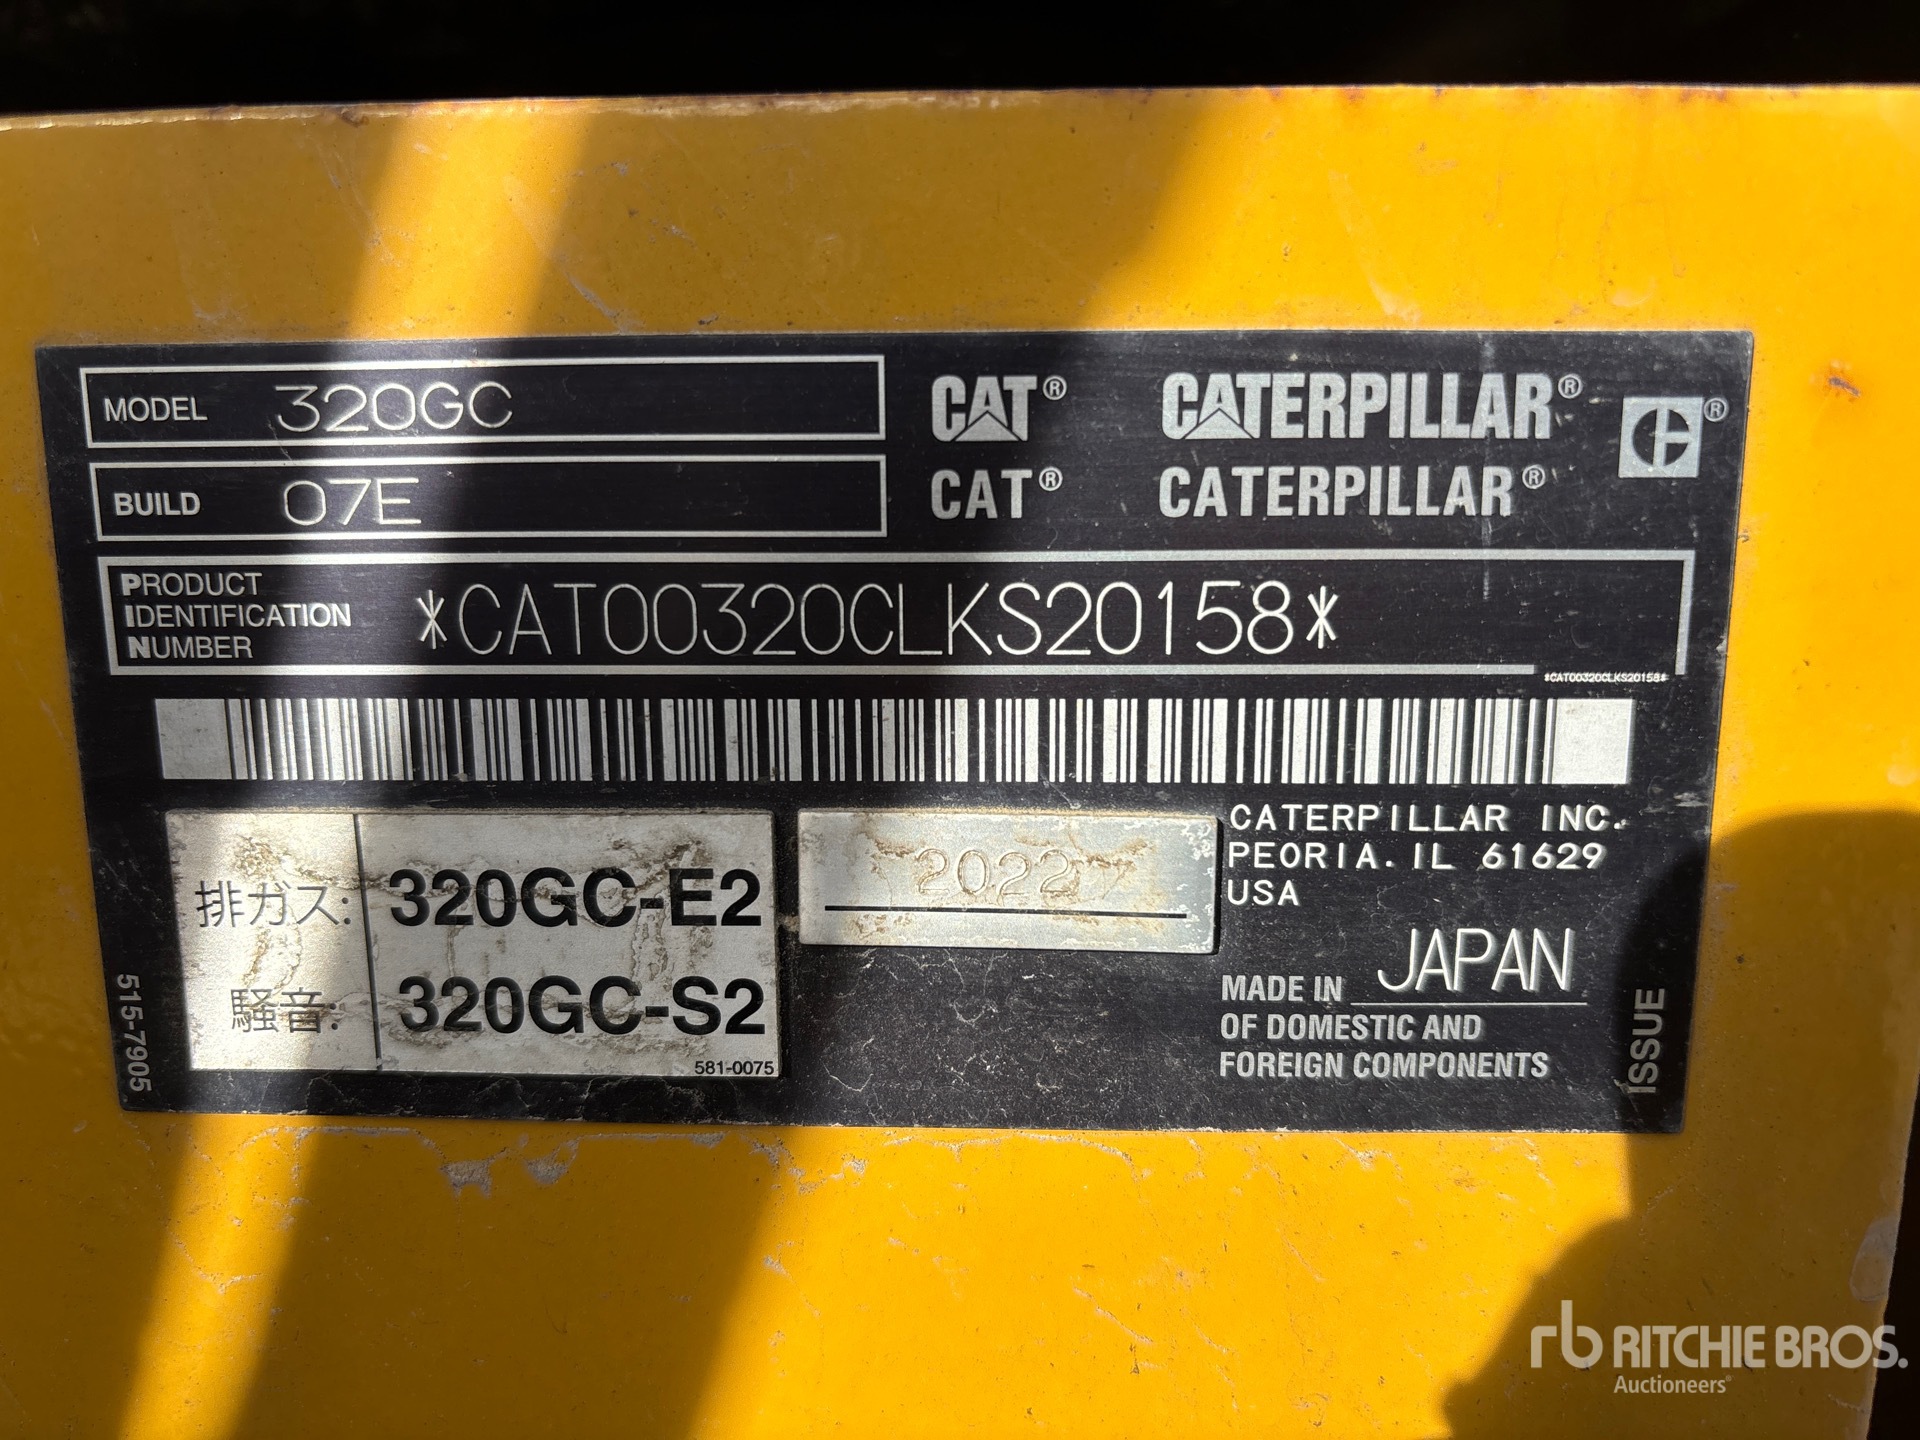 MODEL 320GC
BUILD 07E
CAT® CATERPILLAR® ®
CAT® CATERPILLAR®
PRODUCT
IDENTIFICATION
NUMBER
*CAT00320CLKS20158*
*CAT00320CLKS20158*
排ガス: 320GC-E2
騒音: 320GC-S2
581-0075
515-7905
2022 7
CATERPILLAR INC.
PEORIA. IL 61629
USA
MADE IN JAPAN
OF DOMESTIC AND
FOREIGN COMPONENTS
ISSUE
rb RITCHIE BROS.
Auctioneers